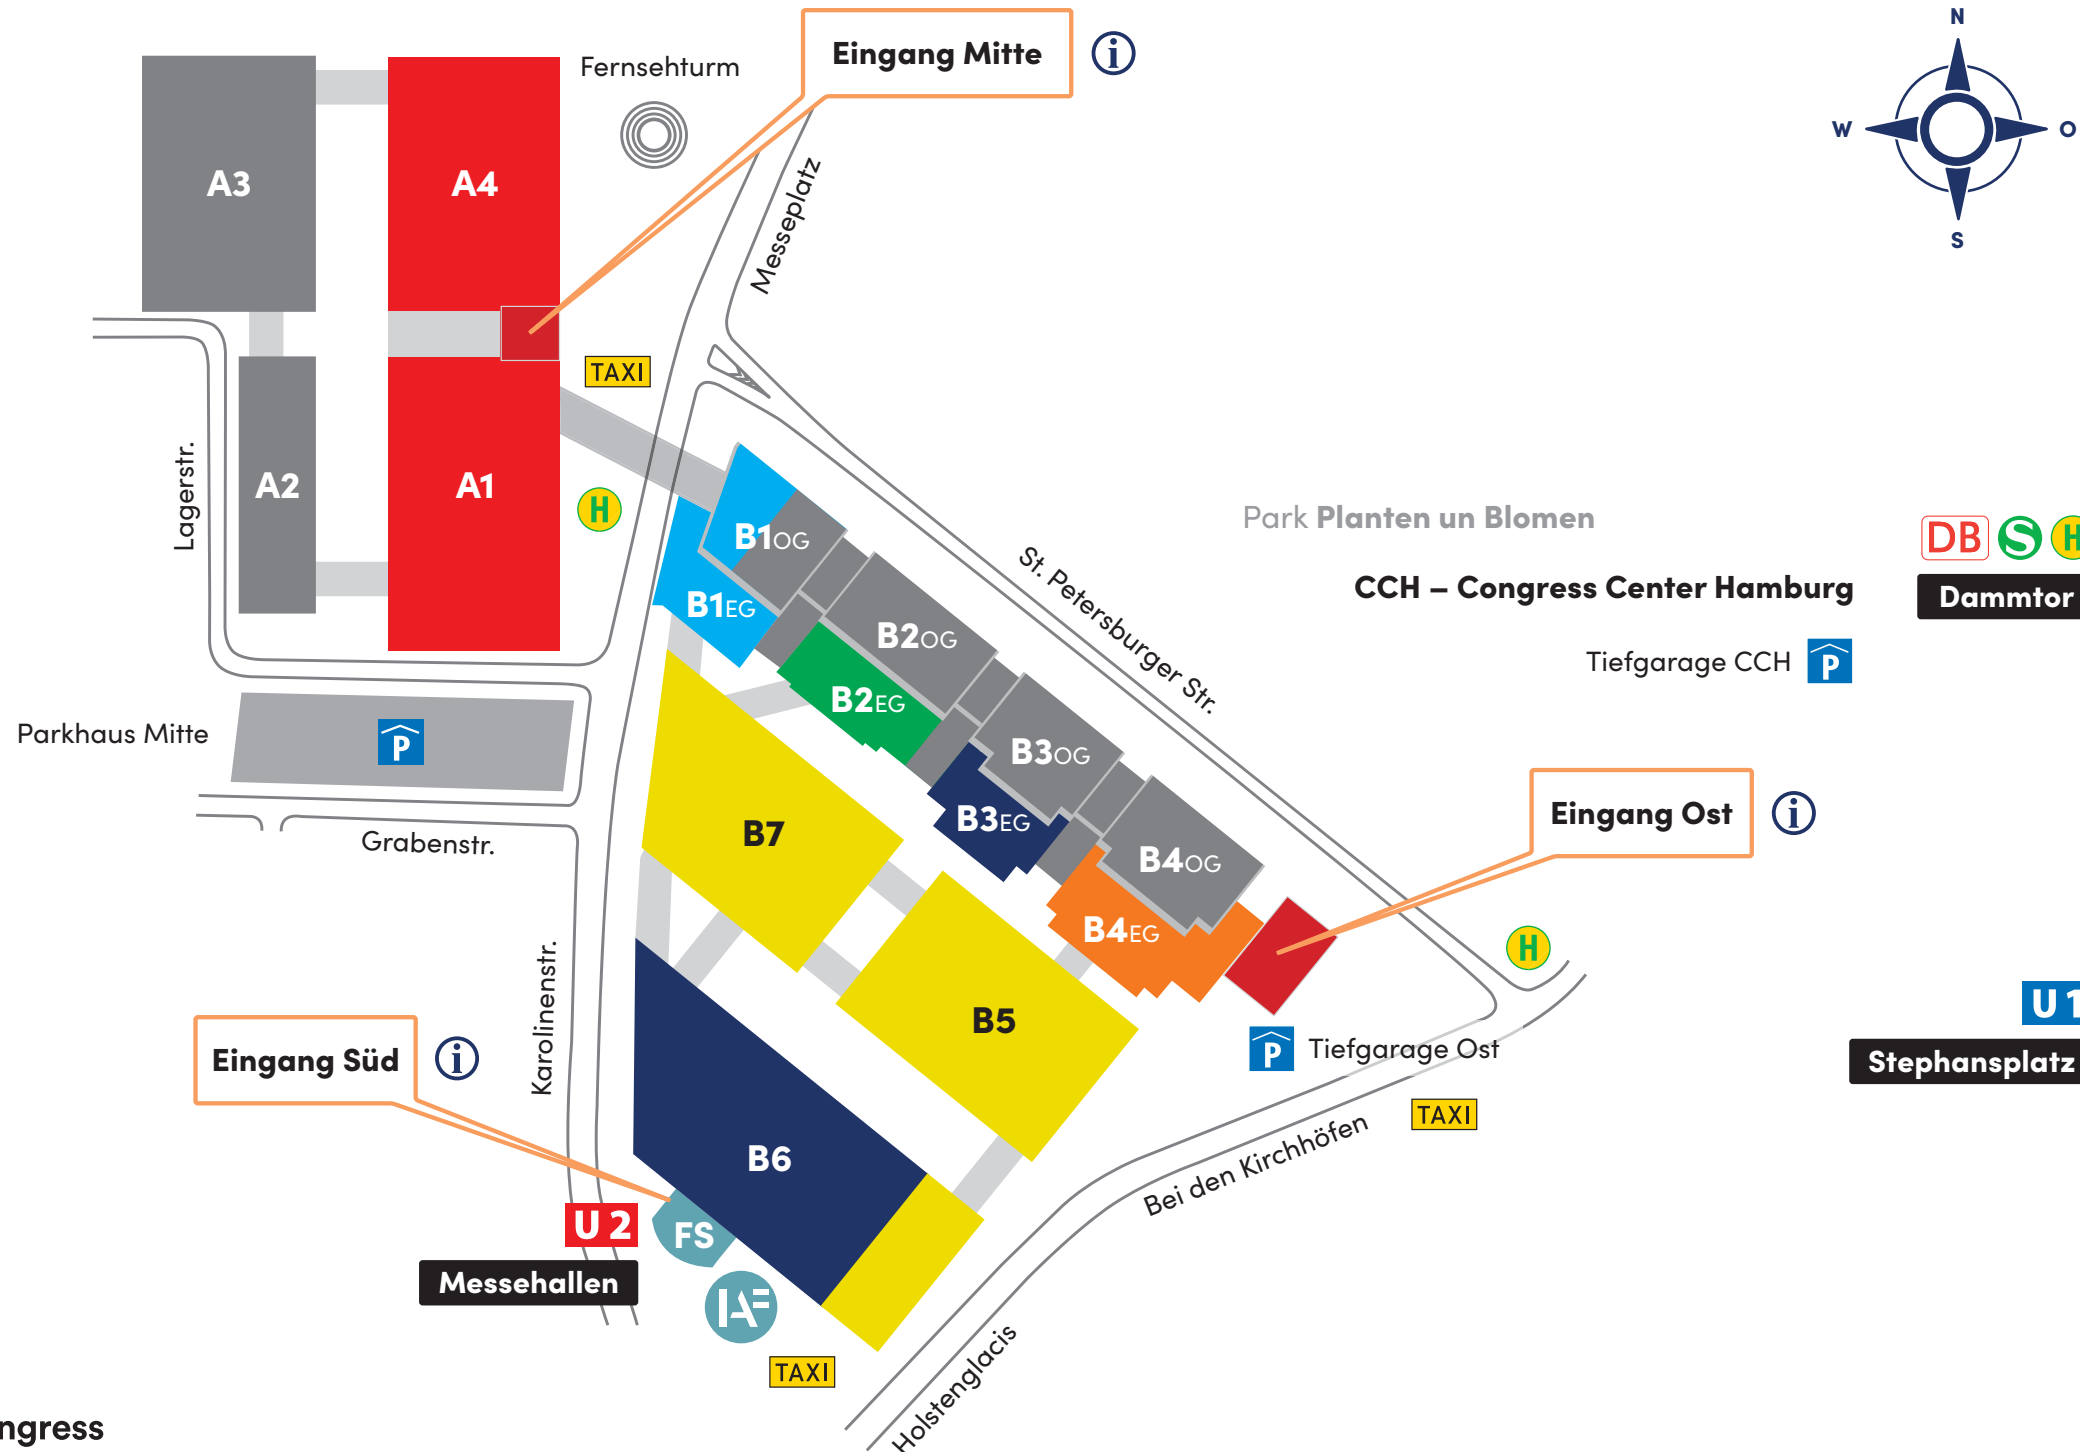 N
Eingang Mitte
i
Fernsehturm
W
O
A3
A4
Messeplatz
S
TAXI
Lagerstr.
A2
A1
H
Park Planten un Blomen
B1OG
DB
S
H
St. Petersburger Str.
CCH – Congress Center Hamburg
Dammtor
B1EG
B2OG
Tiefgarage CCH
P
B2EG
Parkhaus Mitte
P
B3OG
Eingang Ost
i
B3EG
B7
Grabenstr.
B4OG
B4EG
H
Karolinenstr.
B5
U1
Eingang Süd
i
P
Tiefgarage Ost
Stephansplatz
TAXI
Bei den Kirchhöfen
B6
U2
FS
Messehallen
IAF
TAXI
Holstenglacis
ngress